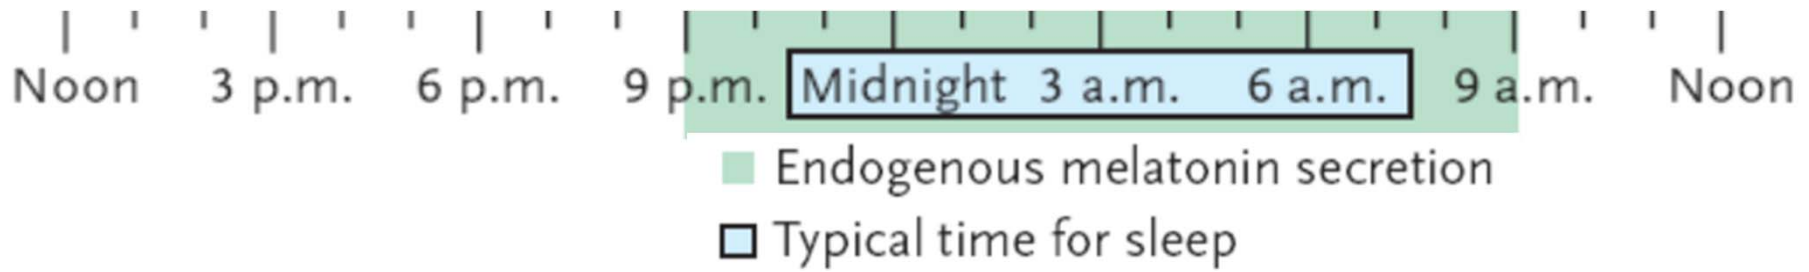 Noon 3 p.m. 6 p.m. 9 p.m. Midnight 3 a.m. 6 a.m. 9 a.m. Noon
Endogenous melatonin secretion
Typical time for sleep